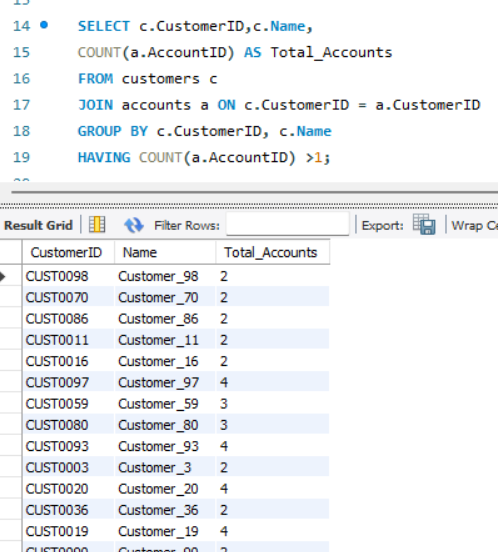 14 SELECT c.CustomerID,c.Name,
15 COUNT(a.AccountID) AS Total_Accounts
16 FROM customers c
17 JOIN accounts a ON c.CustomerID = a.CustomerID
18 GROUP BY c.CustomerID, c.Name
19 HAVING COUNT(a.AccountID) >1;
Result Grid Filter Rows: Export: Wrap Ce
CustomerID Name Total_Accounts
CUST0098 Customer_98 2
CUST0070 Customer_70 2
CUST0086 Customer_86 2
CUST0011 Customer_11 2
CUST0016 Customer_16 2
CUST0097 Customer_97 4
CUST0059 Customer_59 3
CUST0080 Customer_80 3
CUST0093 Customer_93 4
CUST0003 Customer_3 2
CUST0020 Customer_20 4
CUST0036 Customer_36 2
CUST0019 Customer_19 4